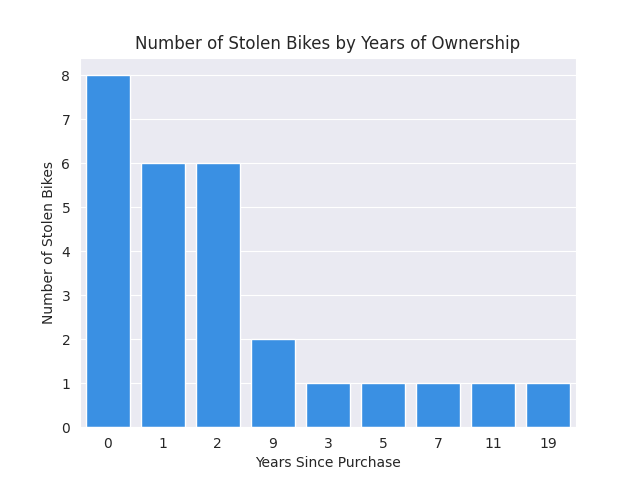 Number of Stolen Bikes by Years of Ownership
8
7
6
5
4
3
2
1
0
Number of Stolen Bikes
0 1 2 9 3 5 7 11 19
Years Since Purchase